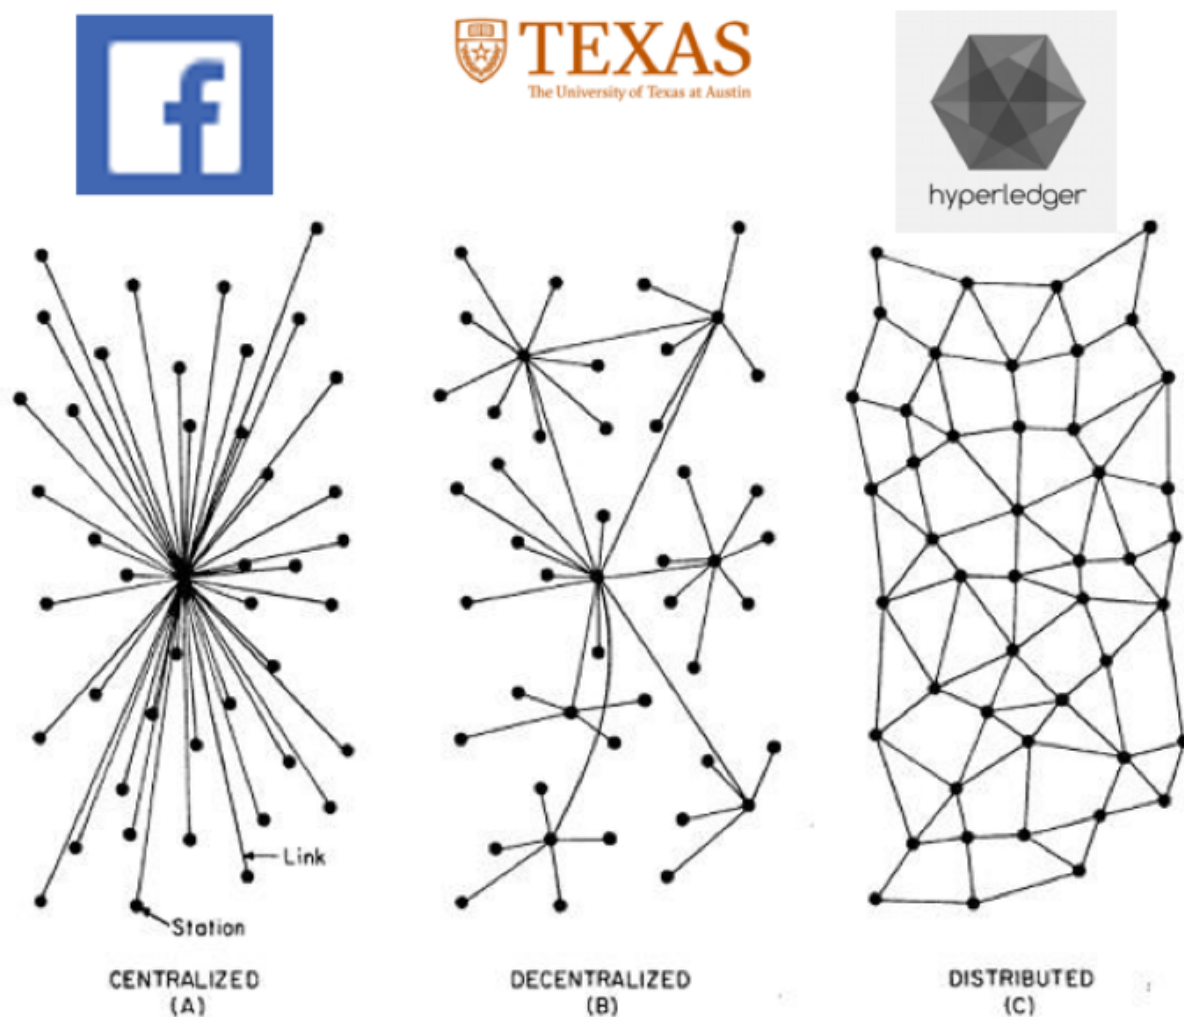 f
TEXAS
The University of Texas at Austin
hyperledger
Link
Station
CENTRALIZED
(A)
DECENTRALIZED
(B)
DISTRIBUTED
(C)